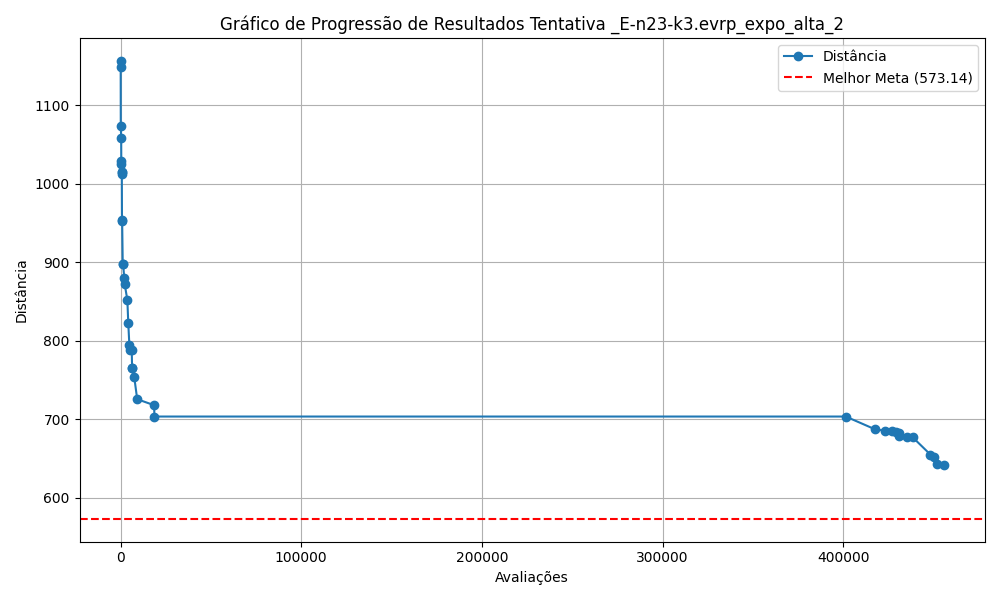 Gráfico de Progressão de Resultados Tentativa _E-n23-k3.evrp_expo_alta_2
Distância
Melhor Meta (573.14)
1100
1000
900
800
700
600
Distância
0
100000
200000
300000
400000
Avaliações